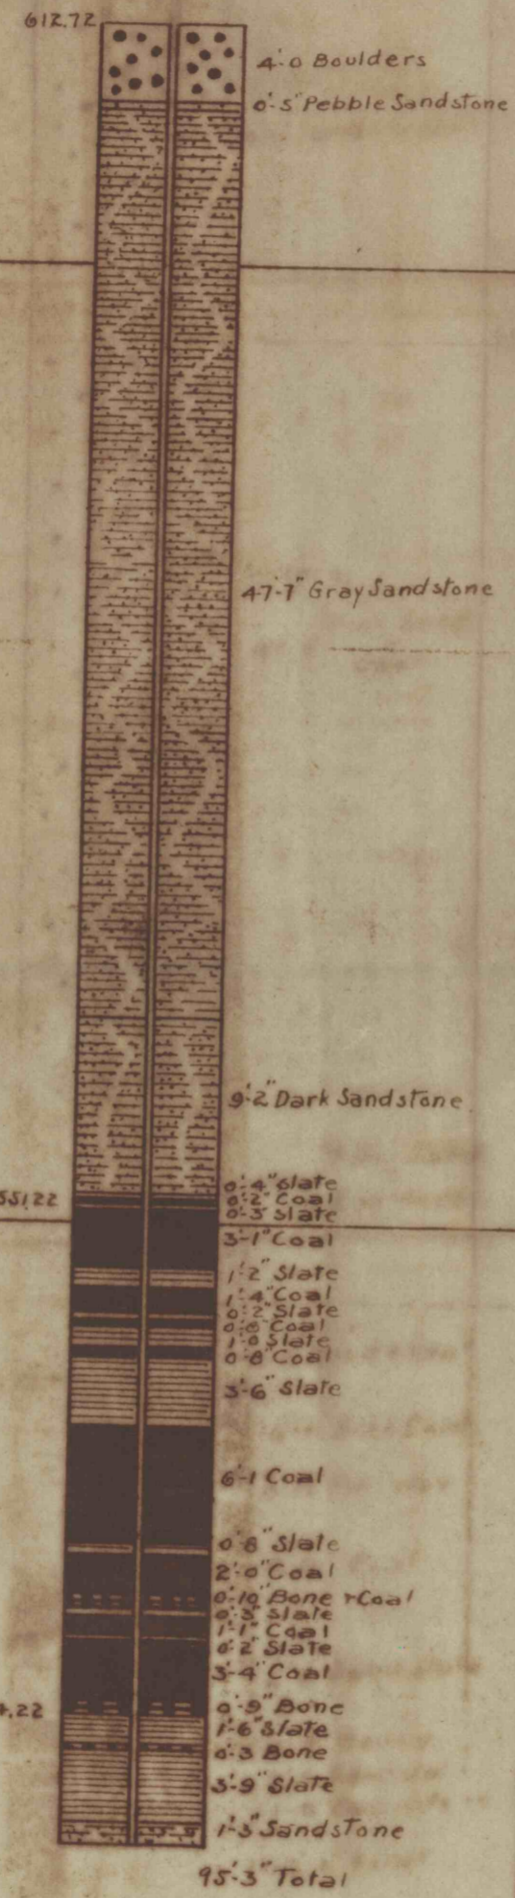 612.72
4'-0 Boulders
0'-5" Pebble Sandstone
47'-7" Gray Sandstone
9'-2" Dark Sandstone
0'-4" Slate
551.22
0'-2" Coal
0'-3" Slate
3'-1" Coal
1'-2" Slate
1'-4" Coal
0'-2" Slate
0'-8" Coal
1'-0 Slate
0'-8" Coal
3'-6" Slate
6'-1 Coal
0'-8" Slate
2'-0" Coal
0'-10" Bone + Coal
0'-3" Slate
1'-1" Coal
0'-2" Slate
3'-4" Coal
0'-9" Bone
.22
1'-6" Slate
0'-3 Bone
3'-9" Slate
1'-3" Sandstone
95'-3" Total